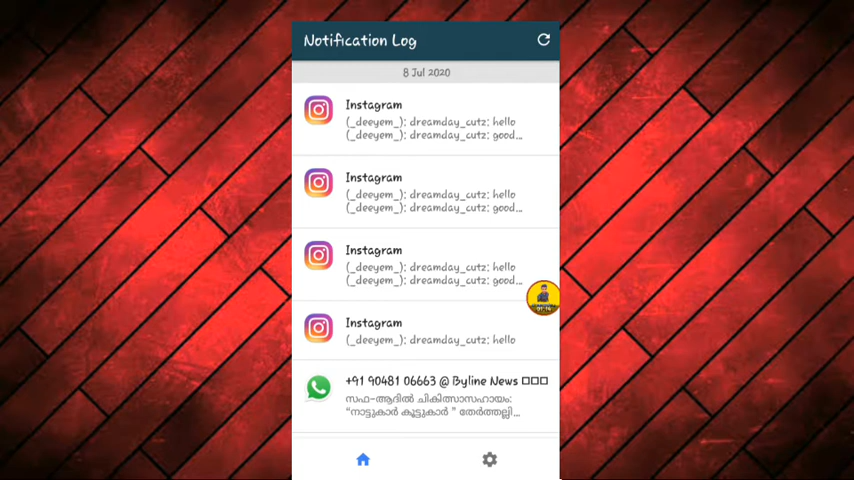 Notification Log
8 Jul 2020
Instagram
(_deeyem_): dreamday_cutz: hello
(_deeyem_): dreamday_cutz: good...
Instagram
(_deeyem_): dreamday_cutz: hello
(_deeyem_): dreamday_cutz: good...
Instagram
(_deeyem_): dreamday_cutz: hello
(_deeyem_): dreamday_cutz: good...
Instagram
(_deeyem_): dreamday_cutz: hello
+91 90481 06663 @ Byline News □□□
സഫ-ആദിൽ ചികിത്സാസഹായം:
“നാട്ടുകാർ കൂട്ടുകാർ ” തേർത്തല്ലി...